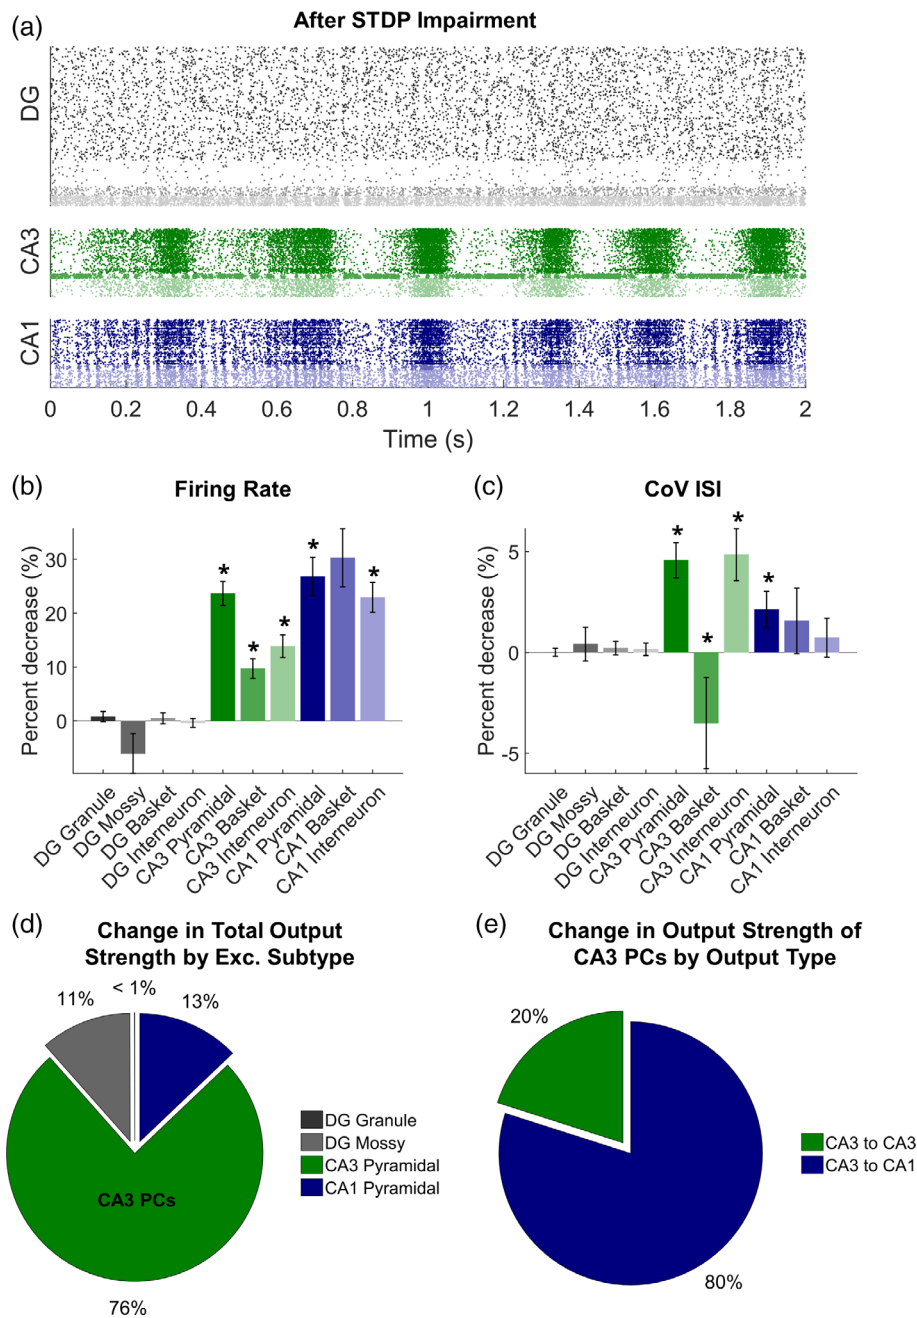 (a)
After STDP Impairment
DG
CA3
CA1
0 0.2 0.4 0.6 0.8 1 1.2 1.4 1.6 1.8 2
Time (s)
(b)
Firing Rate
Percent decrease (%)
30
20
10
0
* * * * *
DG Granule
DG Mossy
DG Basket
DG Interneuron
CA3 Pyramidal
CA3 Basket
CA3 Interneuron
CA1 Pyramidal
CA1 Basket
CA1 Interneuron
(c)
CoV ISI
Percent decrease (%)
5
0
-5
* * * *
DG Granule
DG Mossy
DG Basket
DG Interneuron
CA3 Pyramidal
CA3 Basket
CA3 Interneuron
CA1 Pyramidal
CA1 Basket
CA1 Interneuron
(d)
Change in Total Output
Strength by Exc. Subtype
11%
< 1%
13%
CA3 PCs
76%
DG Granule
DG Mossy
CA3 Pyramidal
CA1 Pyramidal
(e)
Change in Output Strength of
CA3 PCs by Output Type
20%
80%
CA3 to CA3
CA3 to CA1